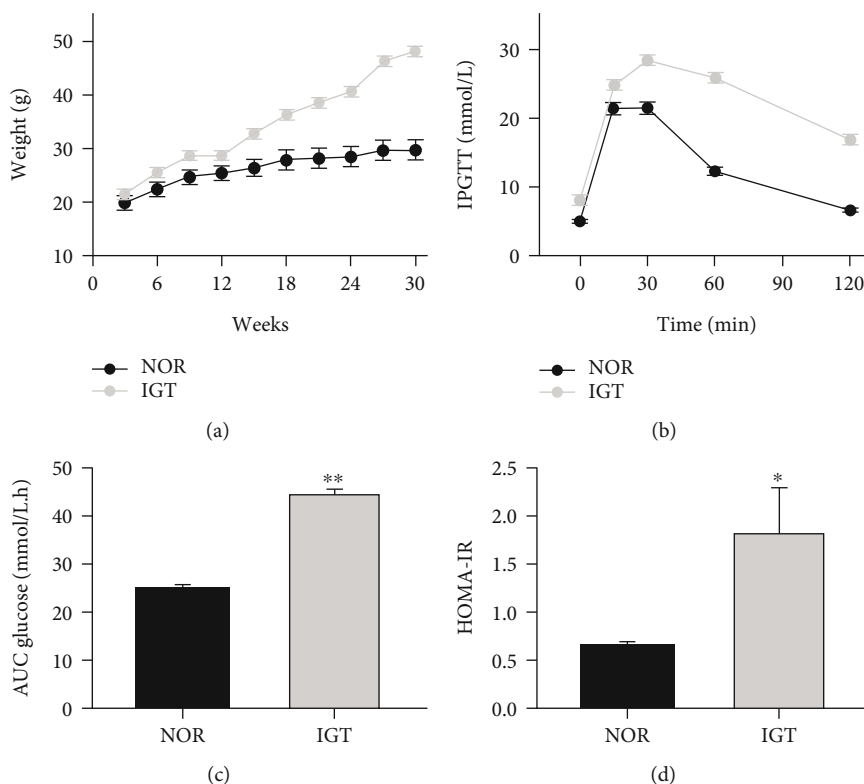 50
40
30
20
10
Weight (g)
0
6
12
18
24
30
Weeks
NOR
IGT
(a)
30
20
10
0
IPGTT (mmol/L)
0
30
60
90
120
Time (min)
NOR
IGT
(b)
50
40
30
20
10
0
AUC glucose (mmol/L.h)
**
NOR
IGT
(c)
2.5
2.0
1.5
1.0
0.5
0.0
HOMA-IR
*
NOR
IGT
(d)